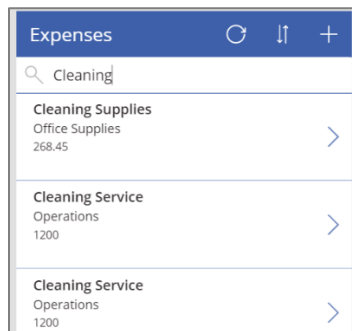 Expenses
Cleaning
Cleaning Supplies
Office Supplies
268.45
Cleaning Service
Operations
1200
Cleaning Service
Operations
1200